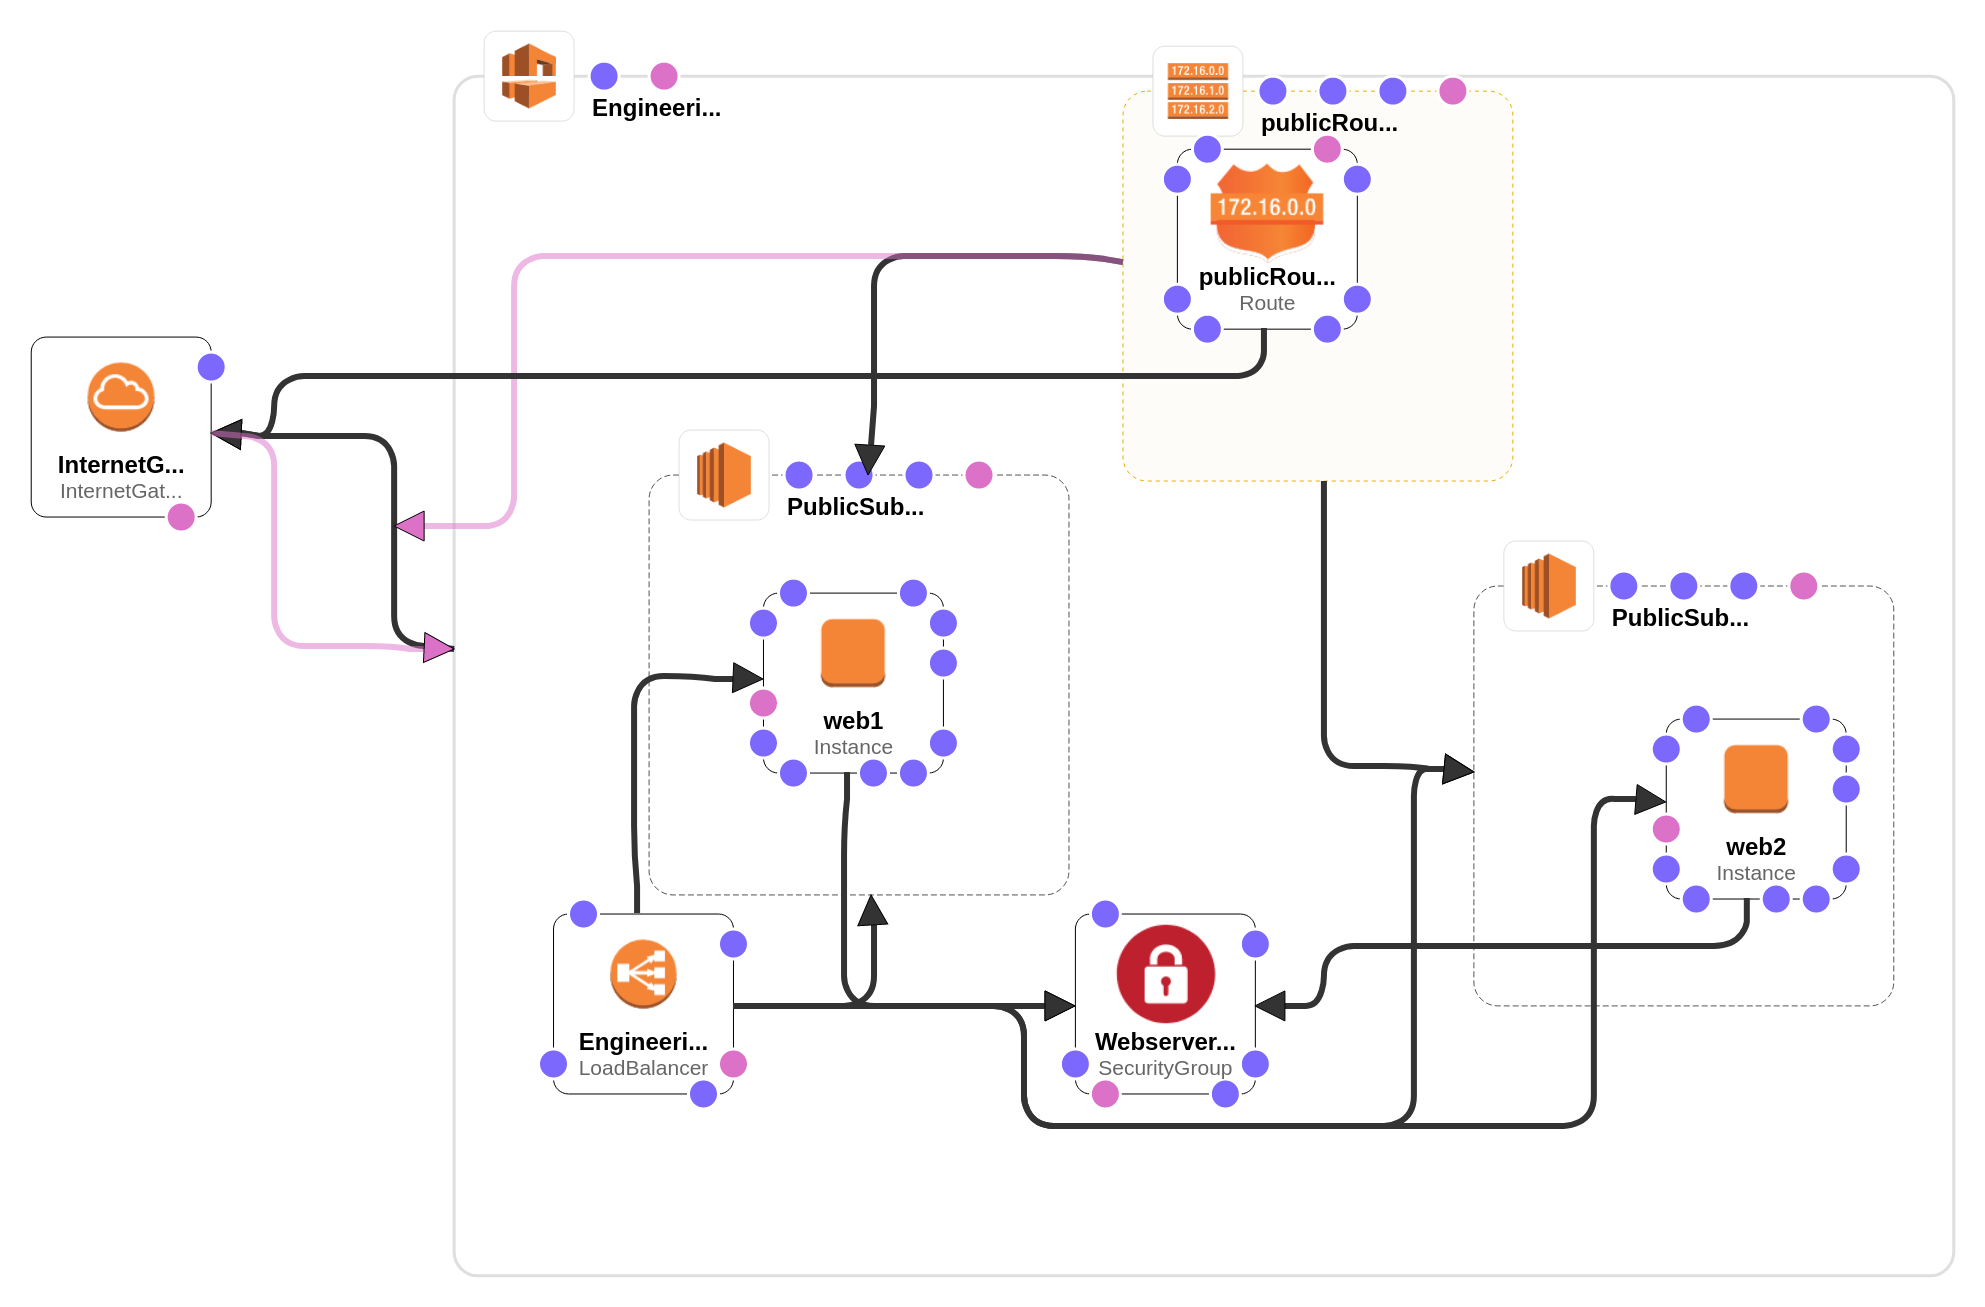 Engineeri...
172.16.0.0
172.16.1.0
172.16.2.0
publicRou...
172.16.0.0
publicRou...
Route
InternetG...
InternetGat...
PublicSub...
PublicSub...
web1
Instance
web2
Instance
Engineeri...
LoadBalancer
Webserver...
SecurityGroup